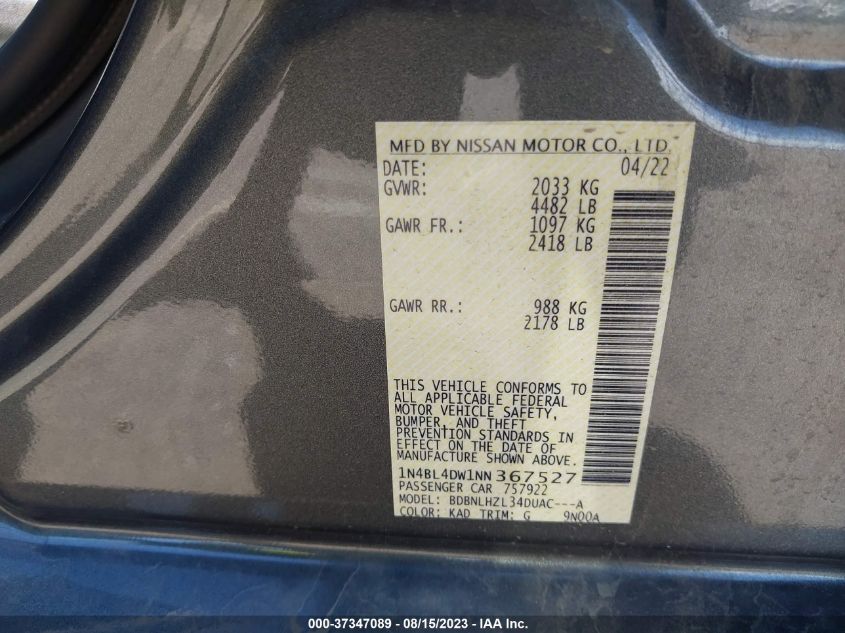 MFD BY NISSAN MOTOR CO., LTD.
DATE: 04/22
GVWR: 2033 KG
4482 LB
GAWR FR.: 1097 KG
2418 LB
GAWR RR.: 988 KG
2178 LB
THIS VEHICLE CONFORMS TO
ALL APPLICABLE FEDERAL
MOTOR VEHICLE SAFETY,
BUMPER, AND THEFT
PREVENTION STANDARDS IN
EFFECT ON THE DATE OF
MANUFACTURE SHOWN ABOVE.
1N4BL4DW1NN367527
PASSENGER CAR 757922
MODEL: BDBNLHZL34DUAC---A
COLOR: KAD TRIM: G 9N00A
000-37347089 - 08/15/2023 - IAA Inc.